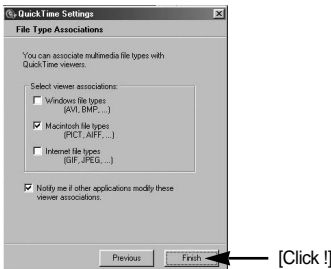 QuickTime Settings
File Type Associations
You can associate multimedia file types with
QuickTime viewers.
Select viewer associations:
Windows file types
(AVI, BMP, ...)
Macintosh file types
(PICT, AIFF, ...)
Internet file types
(GIF, JPEG, ...)
Notify me if other applications modify these
viewer associations.
Previous
Finish
[Click !]